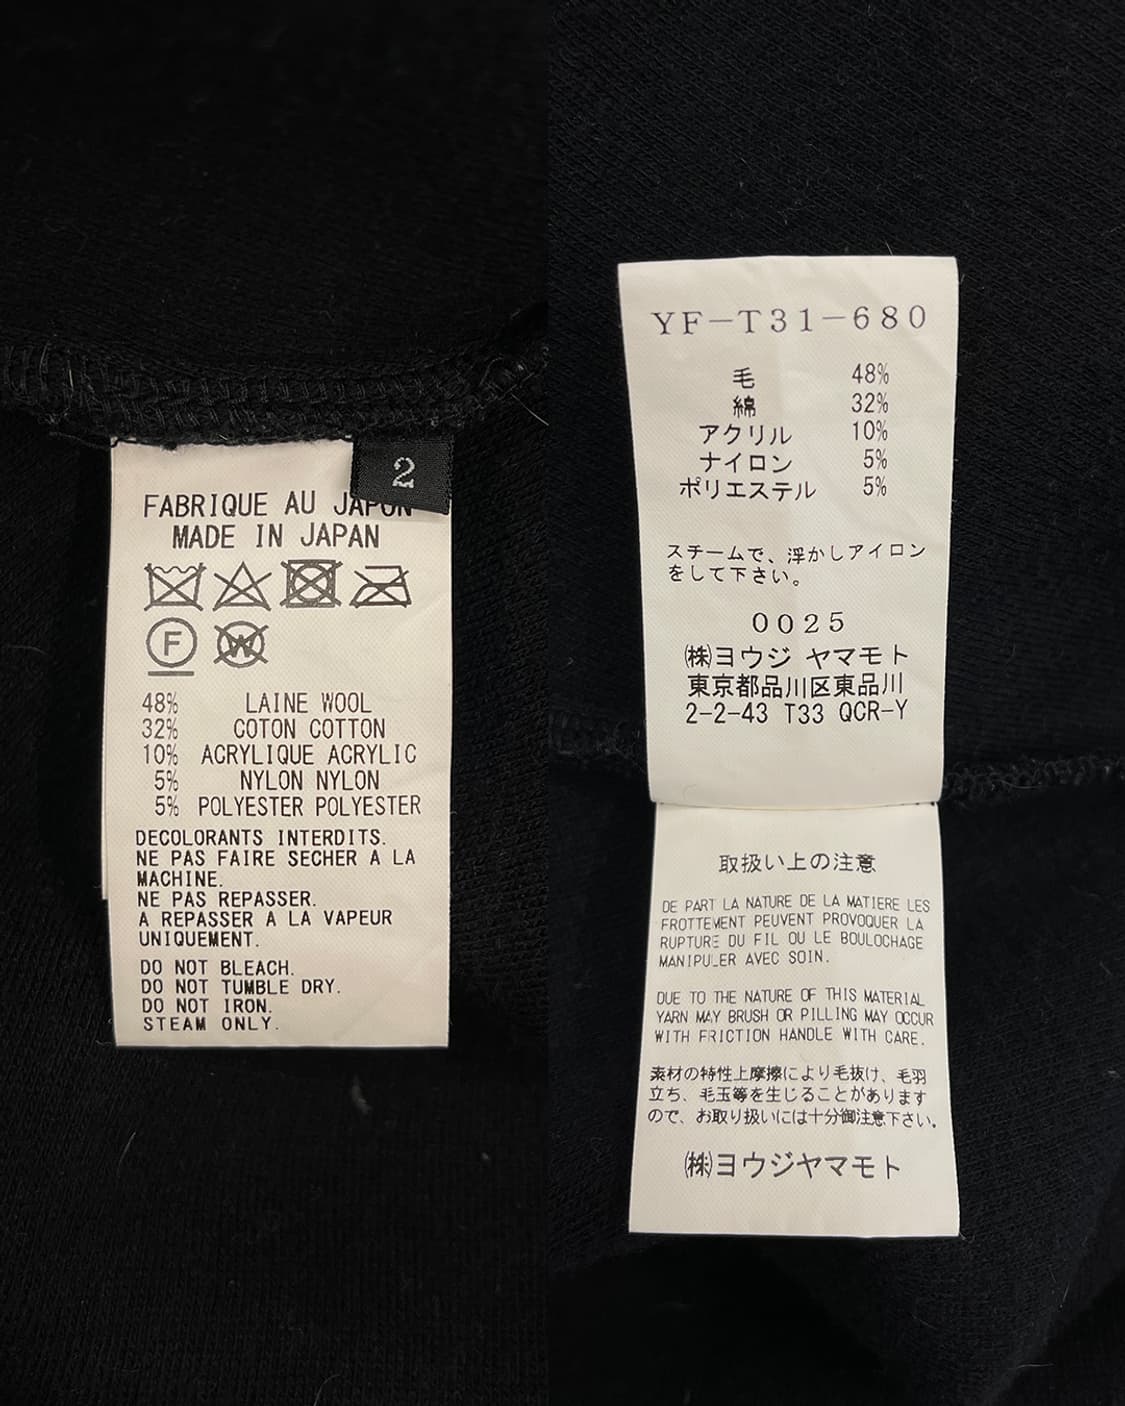 2
FABRIQUE AU JAPON
MADE IN JAPAN
F
W
48% LAINE WOOL
32% COTON COTTON
10% ACRYLIQUE ACRYLIC
5% NYLON NYLON
5% POLYESTER POLYESTER
DECOLORANTS INTERDITS.
NE PAS FAIRE SECHER A LA
MACHINE.
NE PAS REPASSER.
A REPASSER A LA VAPEUR
UNIQUEMENT.
DO NOT BLEACH.
DO NOT TUMBLE DRY.
DO NOT IRON.
STEAM ONLY.
YF-T31-680
毛 48%
綿 32%
アクリル 10%
ナイロン 5%
ポリエステル 5%
スチームで、浮かしアイロン
をして下さい。
0025
㈱ヨウジ ヤマモト
東京都品川区東品川
2-2-43 T33 QCR-Y
取扱い上の注意
DE PART LA NATURE DE LA MATIERE LES
FROTTEMENT PEUVENT PROVOQUER LA
RUPTURE DU FIL OU LE BOULOCHAGE
MANIPULER AVEC SOIN.
DUE TO THE NATURE OF THIS MATERIAL
YARN MAY BRUSH OR PILLING MAY OCCUR
WITH FRICTION HANDLE WITH CARE.
素材の特性上摩擦により毛抜け、毛羽
立ち、毛玉等を生じることがあります
ので、お取り扱いには十分御注意下さい。
㈱ヨウジヤマモト